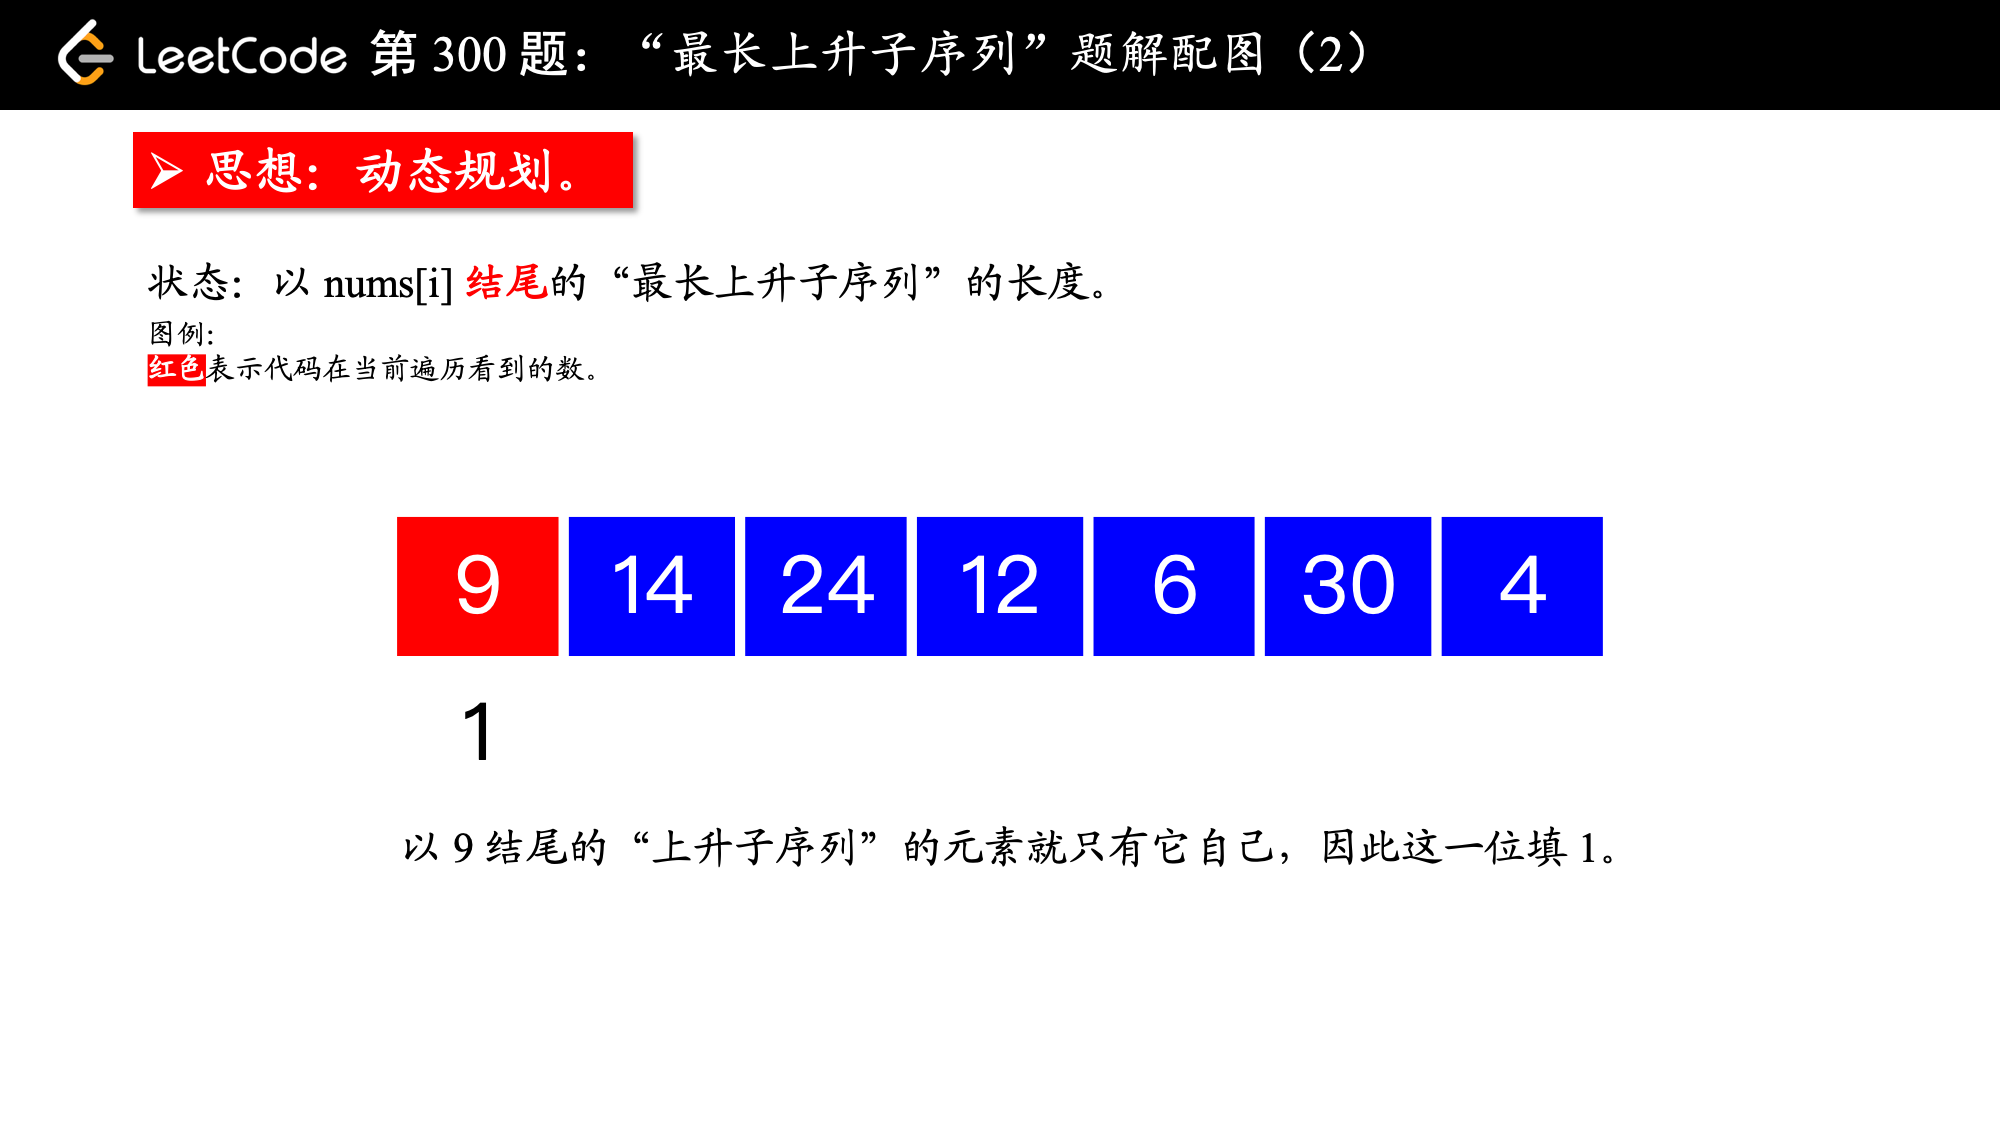 LeetCode 第 300 题：“最长上升子序列”题解配图（2）
➢ 思想：动态规划。
状态：以 nums[i] 结尾的“最长上升子序列”的长度。
图例：
红色表示代码在当前遍历看到的数。
9 14 24 12 6 30 4
1
以 9 结尾的“上升子序列”的元素就只有它自己，因此这一位填 1。